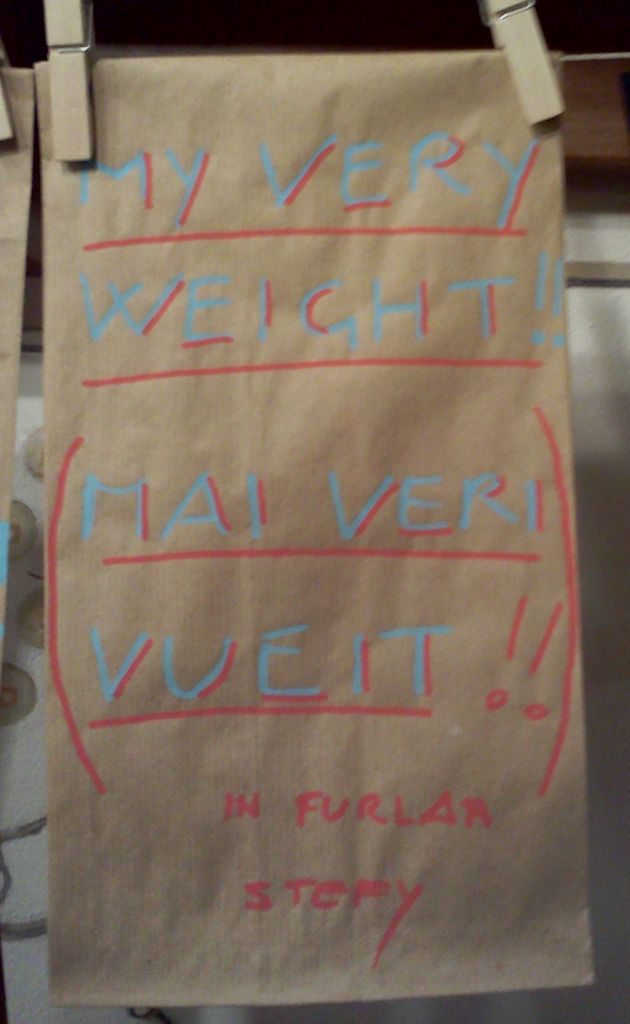 MY VERY
WEIGHT!!
(MAI VERI
VUEIT!!)
IN FURLAN
STEFY